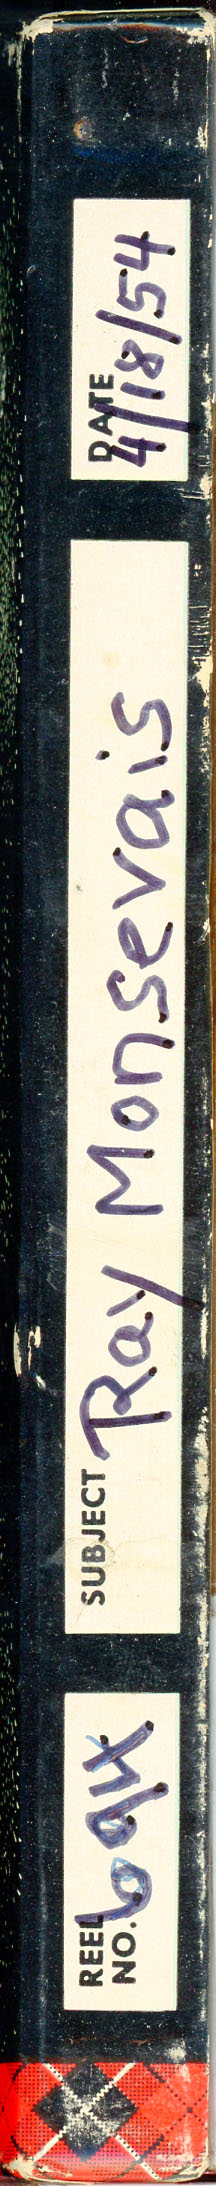 REEL
NO.
SUBJECT Ray Monsevais
DATE
4/18/54